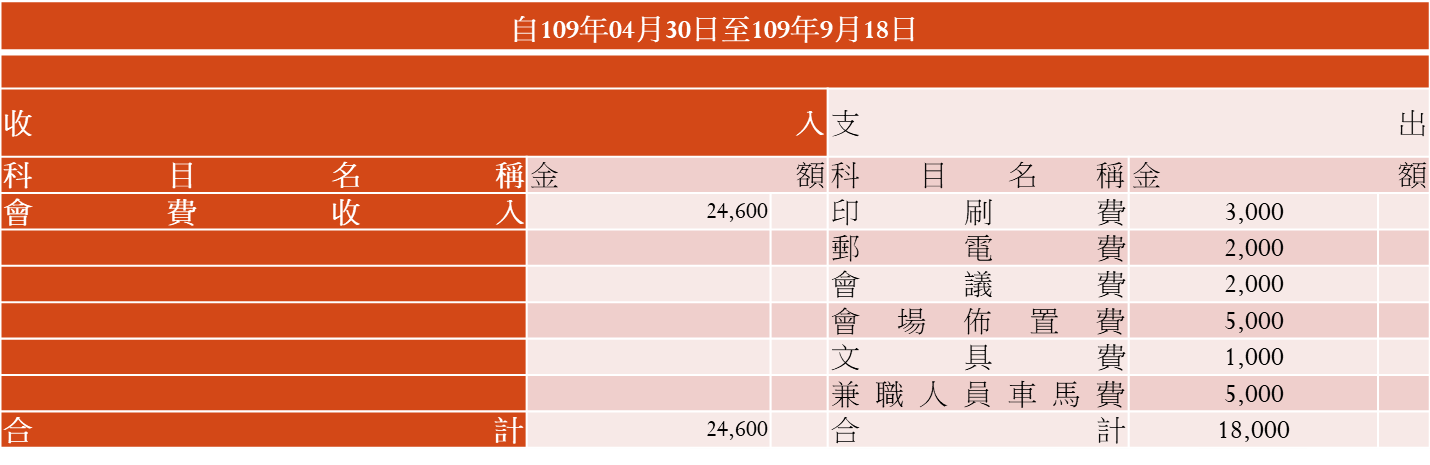 自109年04月30日至109年9月18日
收入 支出
科目名稱 金額 科目名稱 金額
會費收入 24,600 印刷費 3,000
郵電費 2,000
會議費 2,000
會場佈置費 5,000
文具費 1,000
兼職人員車馬費 5,000
合計 24,600 合計 18,000